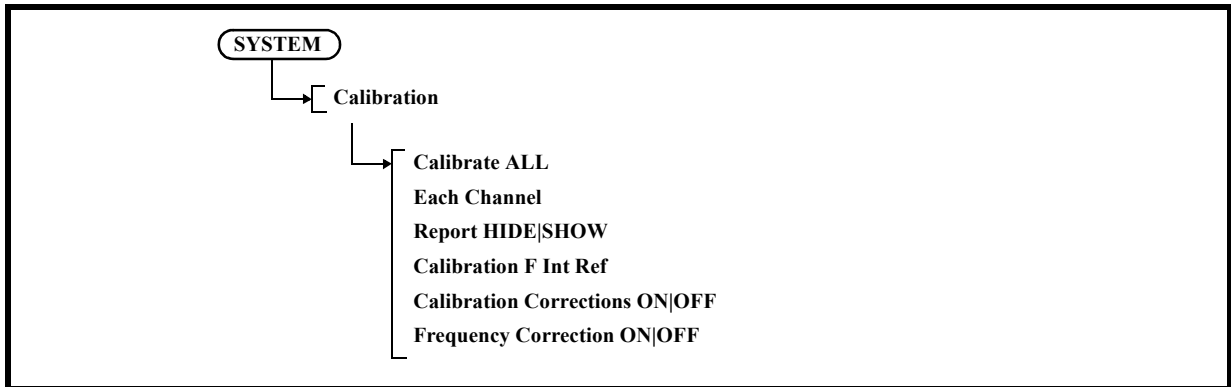 SYSTEM
Calibration
Calibrate ALL
Each Channel
Report HIDE|SHOW
Calibration F Int Ref
Calibration Corrections ON|OFF
Frequency Correction ON|OFF